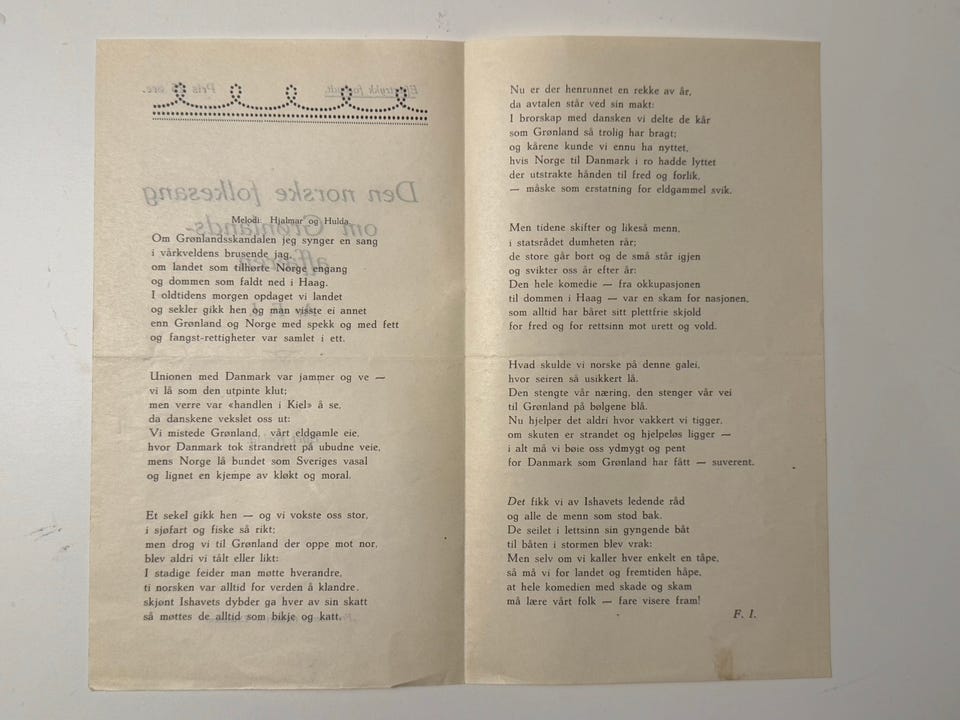 Melodi: Hjalmar og Hulda.
Om Grønlandsskandalen jeg synger en sang
i vårkveldens brusende jag,
om landet som tilhørte Norge engang
og dommen som faldt ned i Haag.
I oldtidens morgen opdaget vi landet
og sekler gikk hen og man visste ei annet
enn Grønland og Norge med spekk og med fett
og fangst-rettigheter var samlet i ett.
Unionen med Danmark var jammer og ve —
vi lå som den utpinte klut;
men verre var «handlen i Kiel» å se,
da danskene vekslet oss ut:
Vi mistede Grønland, vårt eldgamle eie,
hvor Danmark tok strandrett på ubudne veie,
mens Norge lå bundet som Sveriges vasal
og lignet en kjempe av kløkt og moral.
Et sekel gikk hen — og vi vokste oss stor,
i sjøfart og fiske så rikt;
men drog vi til Grønland der oppe mot nor,
blev aldri vi tålt eller likt:
I stadige feider man møtte hverandre,
ti norsken var alltid for verden å klandre,
skjønt Ishavets dybder ga hver av sin skatt
så møttes de alltid som bikje og katt.
Nu er der henrunnet en rekke av år,
da avtalen står ved sin makt:
I brorskap med dansken vi delte de kår
som Grønland så trolig har bragt;
og kårene kunde vi ennu ha nyttet,
hvis Norge til Danmark i ro hadde lyttet
der utstrakte hånden til fred og forlik,
— måske som erstatning for eldgammel svik.
Men tidene skifter og likeså menn,
i statsrådet dumheten rår;
de store går bort og de små står igjen
og svikter oss år efter år:
Den hele komedie — fra okkupasjonen
til dommen i Haag — var en skam for nasjonen,
som alltid har båret sitt plettfrie skjold
for fred og for rettsinn mot urett og vold.
Hvad skulde vi norske på denne galei,
hvor seiren så usikkert lå.
Den stengte vår næring, den stenger vår vei
til Grønland på bølgene blå.
Nu hjelper det aldri hvor vakkert vi tigger,
om skuten er strandet og hjelpeløs ligger —
i alt må vi bøie oss ydmygt og pent
for Danmark som Grønland har fått — suverent.
Det fikk vi av Ishavets ledende råd
og alle de menn som stod bak.
De seilet i lettsinn sin gyngende båt
til båten i stormen blev vrak:
Men selv om vi kaller hver enkelt en tåpe,
så må vi for landet og fremtiden håpe,
at hele komedien med skade og skam
må lære vårt folk — fare visere fram!
F. I.
Eftertrykk forbudt.
Pris
øre.
Den norske folkesang
om Grønlands-
affæren